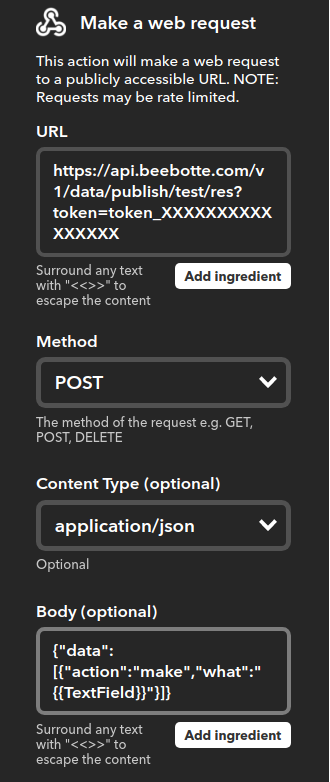 Make a web request
This action will make a web request
to a publicly accessible URL. NOTE:
Requests may be rate limited.
URL
https://api.beebotte.com/v
1/data/publish/test/res?
token=token_XXXXXXXXXX
XXXXXX
Surround any text
with "<<>>" to
escape the content
Add ingredient
Method
POST
The method of the request e.g. GET,
POST, DELETE
Content Type (optional)
application/json
Optional
Body (optional)
{"data":
[{"action":"make","what":"
{{TextField}}"}]}
Surround any text
with "<<>>" to
escape the content
Add ingredient